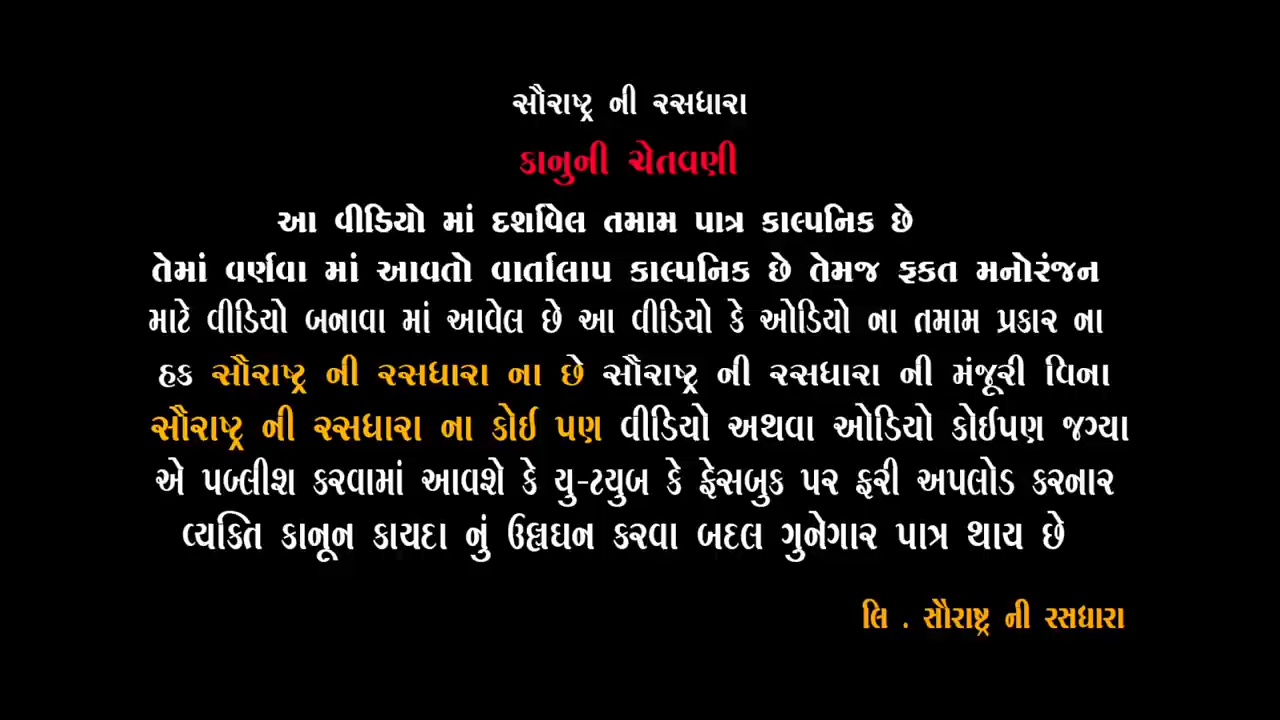 સૌરાષ્ટ્ર ની રસધારા
કાનુની ચેતવણી
આ વીડિયો માં દર્શાવેલ તમામ પાત્ર કાલ્પનિક છે
તેમાં વર્ણવા માં આવતો વાર્તાલાપ કાલ્પનિક છે તેમજ ફકત મનોરંજન
માટે વીડિયો બનાવા માં આવેલ છે આ વીડિયો કે ઓડિયો ના તમામ પ્રકાર ના
હક સૌરાષ્ટ્ર ની રસધારા ના છે સૌરાષ્ટ્ર ની રસધારા ની મંજૂરી વિના
સૌરાષ્ટ્ર ની રસધારા ના કોઈ પણ વીડિયો અથવા ઓડિયો કોઈપણ જગ્યા
એ પબ્લીશ કરવામાં આવશે કે યુ-ટયુબ કે ફેસબુક પર ફરી અપલોડ કરનાર
વ્યકિત કાનૂન કાયદા નું ઉલ્લઘન કરવા બદલ ગુનેગાર પાત્ર થાય છે
લિ . સૌરાષ્ટ્ર ની રસધારા